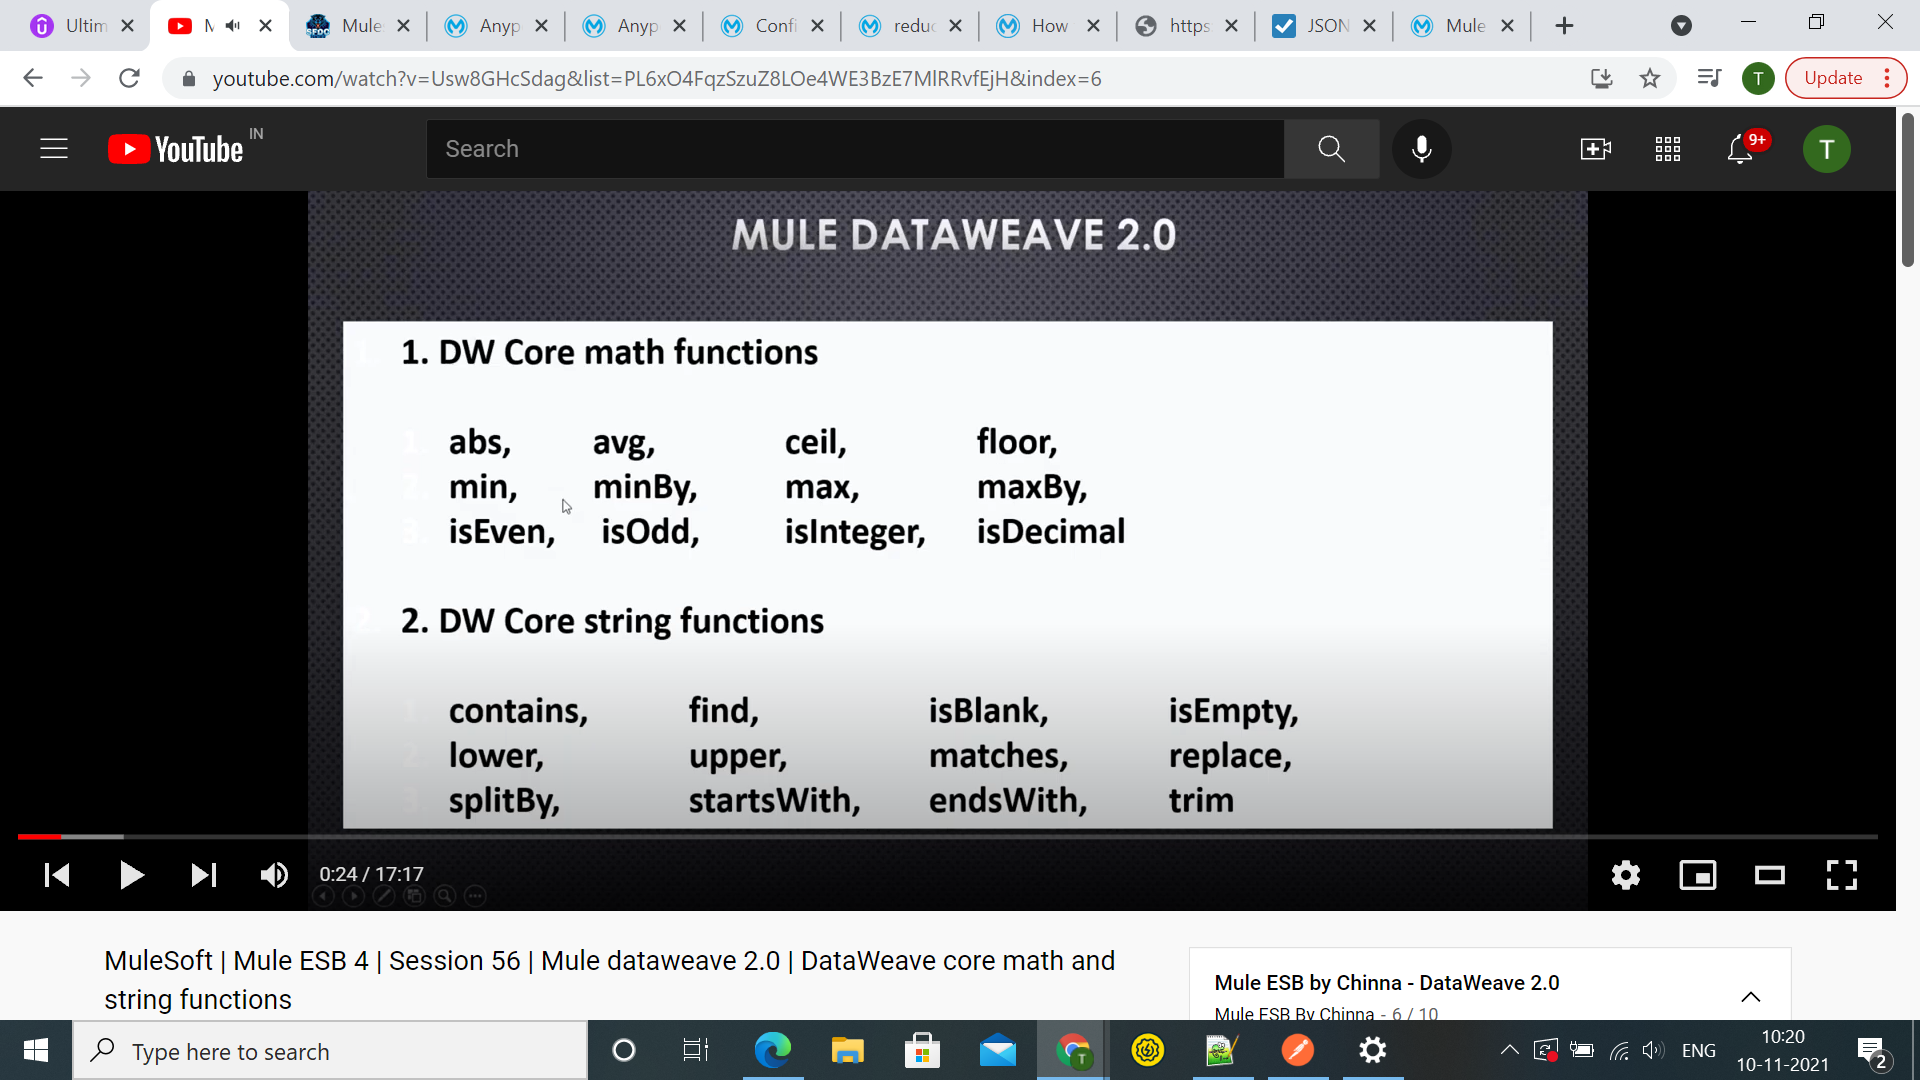 Ultim
M
Mule
Anyp
Anyp
Confi
reduc
How
https
JSON
Mule
youtube.com/watch?v=Usw8GHcSdag&list=PL6xO4FqzSzuZ8LOe4WE3BzE7MlRRvfEjH&index=6
T
Update
YouTube IN
Search
9+
T
MULE DATAWEAVE 2.0
1. DW Core math functions
abs, avg, ceil, floor,
min, minBy, max, maxBy,
isEven, isOdd, isInteger, isDecimal
2. DW Core string functions
contains, find, isBlank, isEmpty,
lower, upper, matches, replace,
splitBy, startsWith, endsWith, trim
0:24 / 17:17
MuleSoft | Mule ESB 4 | Session 56 | Mule dataweave 2.0 | DataWeave core math and
string functions
Mule ESB by Chinna - DataWeave 2.0
Mule ESB By Chinna - 6 / 10
Type here to search
T
ENG
10:20
10-11-2021
2